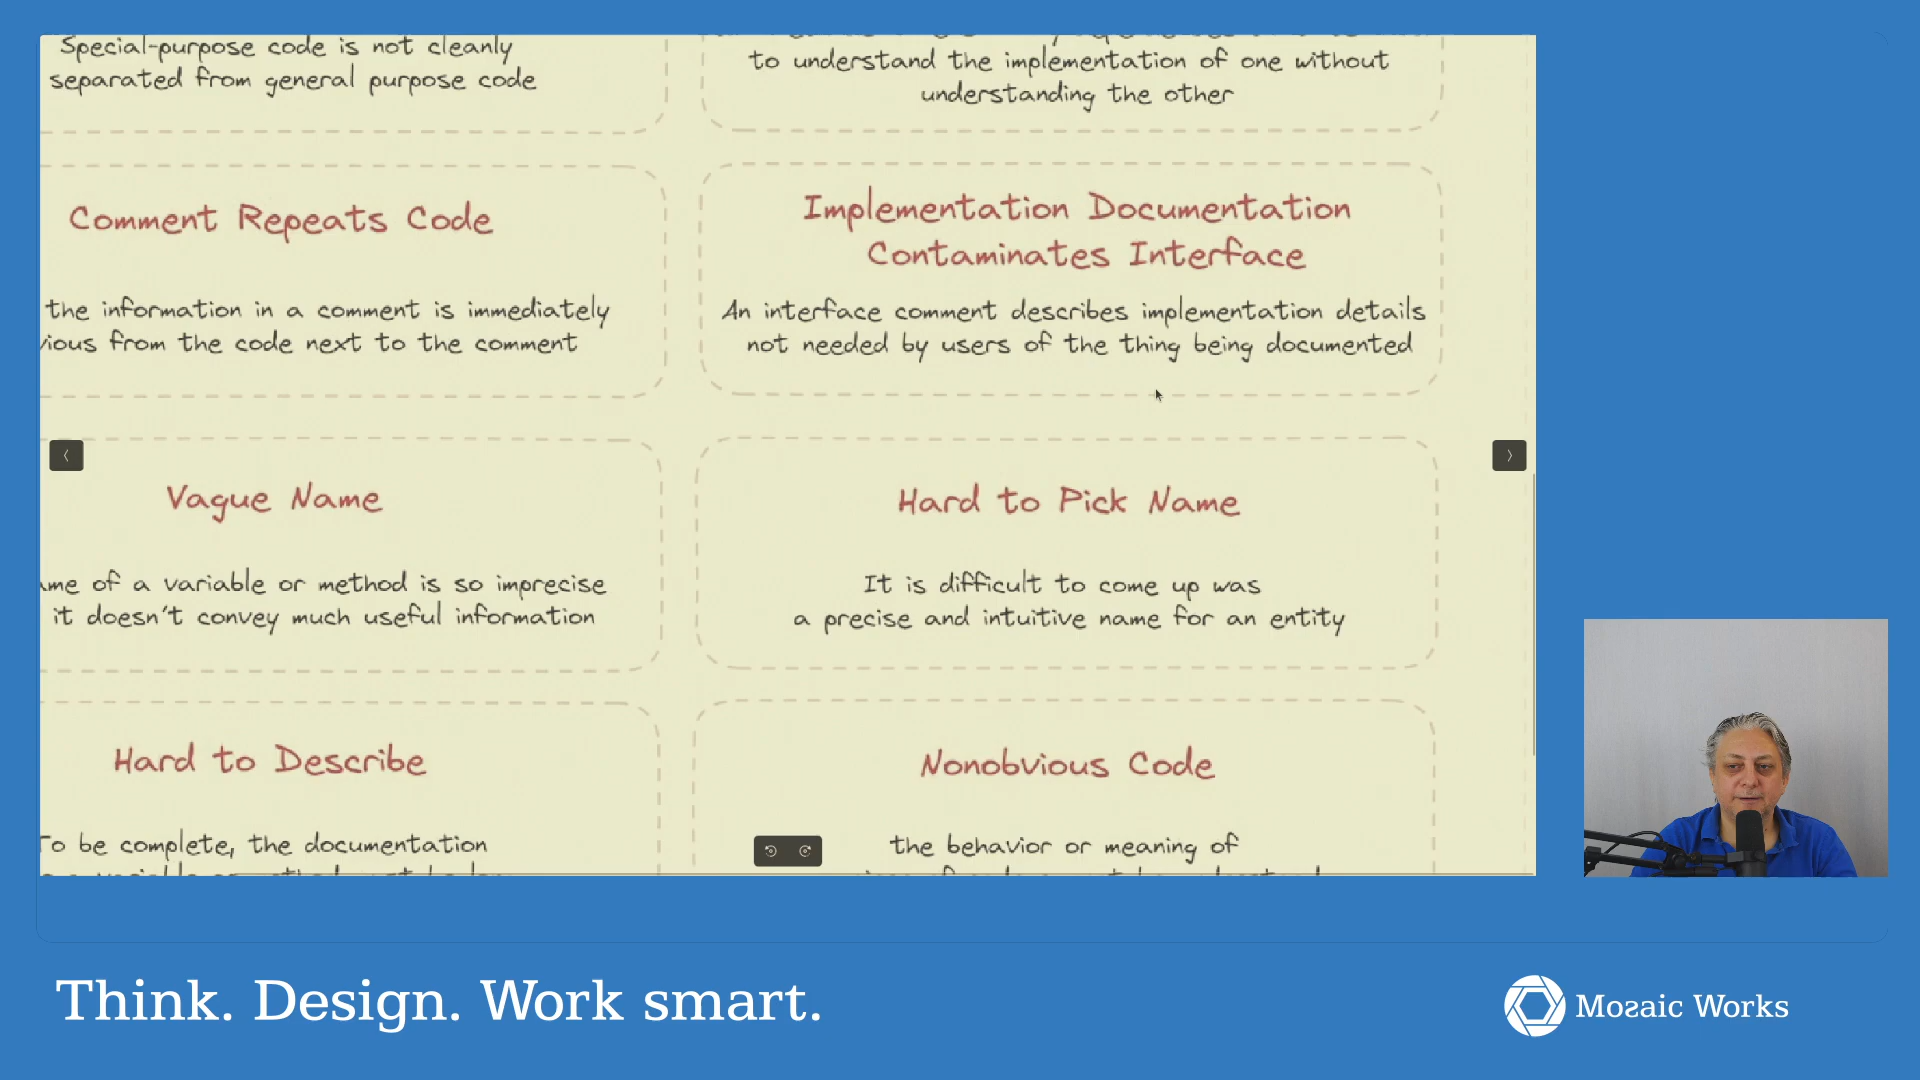 Special-purpose code is not cleanly
separated from general purpose code
to understand the implementation of one without
understanding the other
Comment Repeats Code
the information in a comment is immediately
from the code next to the comment
Implementation Documentation
Contaminates Interface
An interface comment describes implementation details
not needed by users of the thing being documented
Vague Name
of a variable or method is so imprecise
it doesn't convey much useful information
Hard to Pick Name
It is difficult to come up was
a precise and intuitive name for an entity
Hard to Describe
To be complete, the documentation
Nonobvious Code
the behavior or meaning of
Think. Design. Work smart.
Mozaic Works